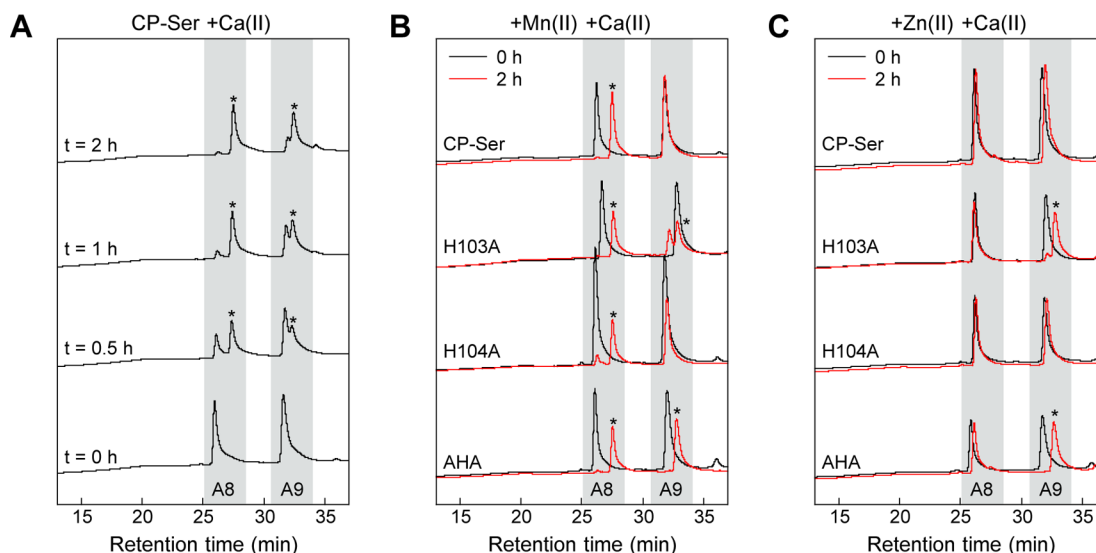 A
CP-Ser +Ca(II)
*
*
t = 2 h
*
*
t = 1 h
*
*
t = 0.5 h
t = 0 h
A8 A9
15 20 25 30 35
Retention time (min)
B
+Mn(II) +Ca(II)
0 h
2 h
*
CP-Ser
*
*
H103A
*
H104A
*
*
AHA
A8 A9
15 20 25 30 35
Retention time (min)
C
+Zn(II) +Ca(II)
0 h
2 h
CP-Ser
*
H103A
H104A
*
AHA
A8 A9
15 20 25 30 35
Retention time (min)